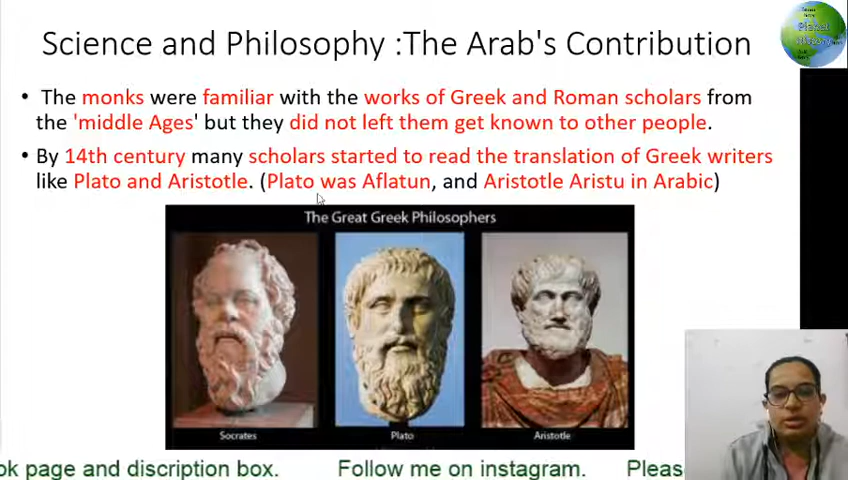 Science and Philosophy :The Arab's Contribution
• The monks were familiar with the works of Greek and Roman scholars from
the 'middle Ages' but they did not left them get known to other people.
• By 14th century many scholars started to read the translation of Greek writers
like Plato and Aristotle. (Plato was Aflatun, and Aristotle Aristu in Arabic)
The Great Greek Philosophers
Socrates Plato Aristotle
ok page and discription box. Follow me on instagram. Pleas